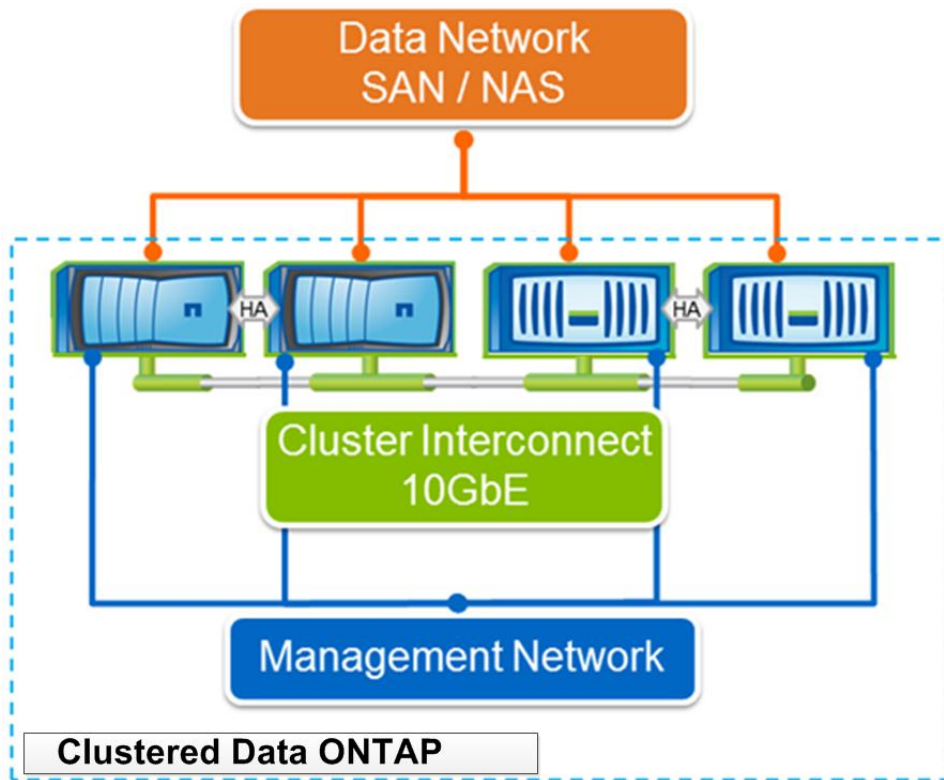 Data Network
SAN / NAS
HA
HA
Cluster Interconnect
10GbE
Management Network
Clustered Data ONTAP